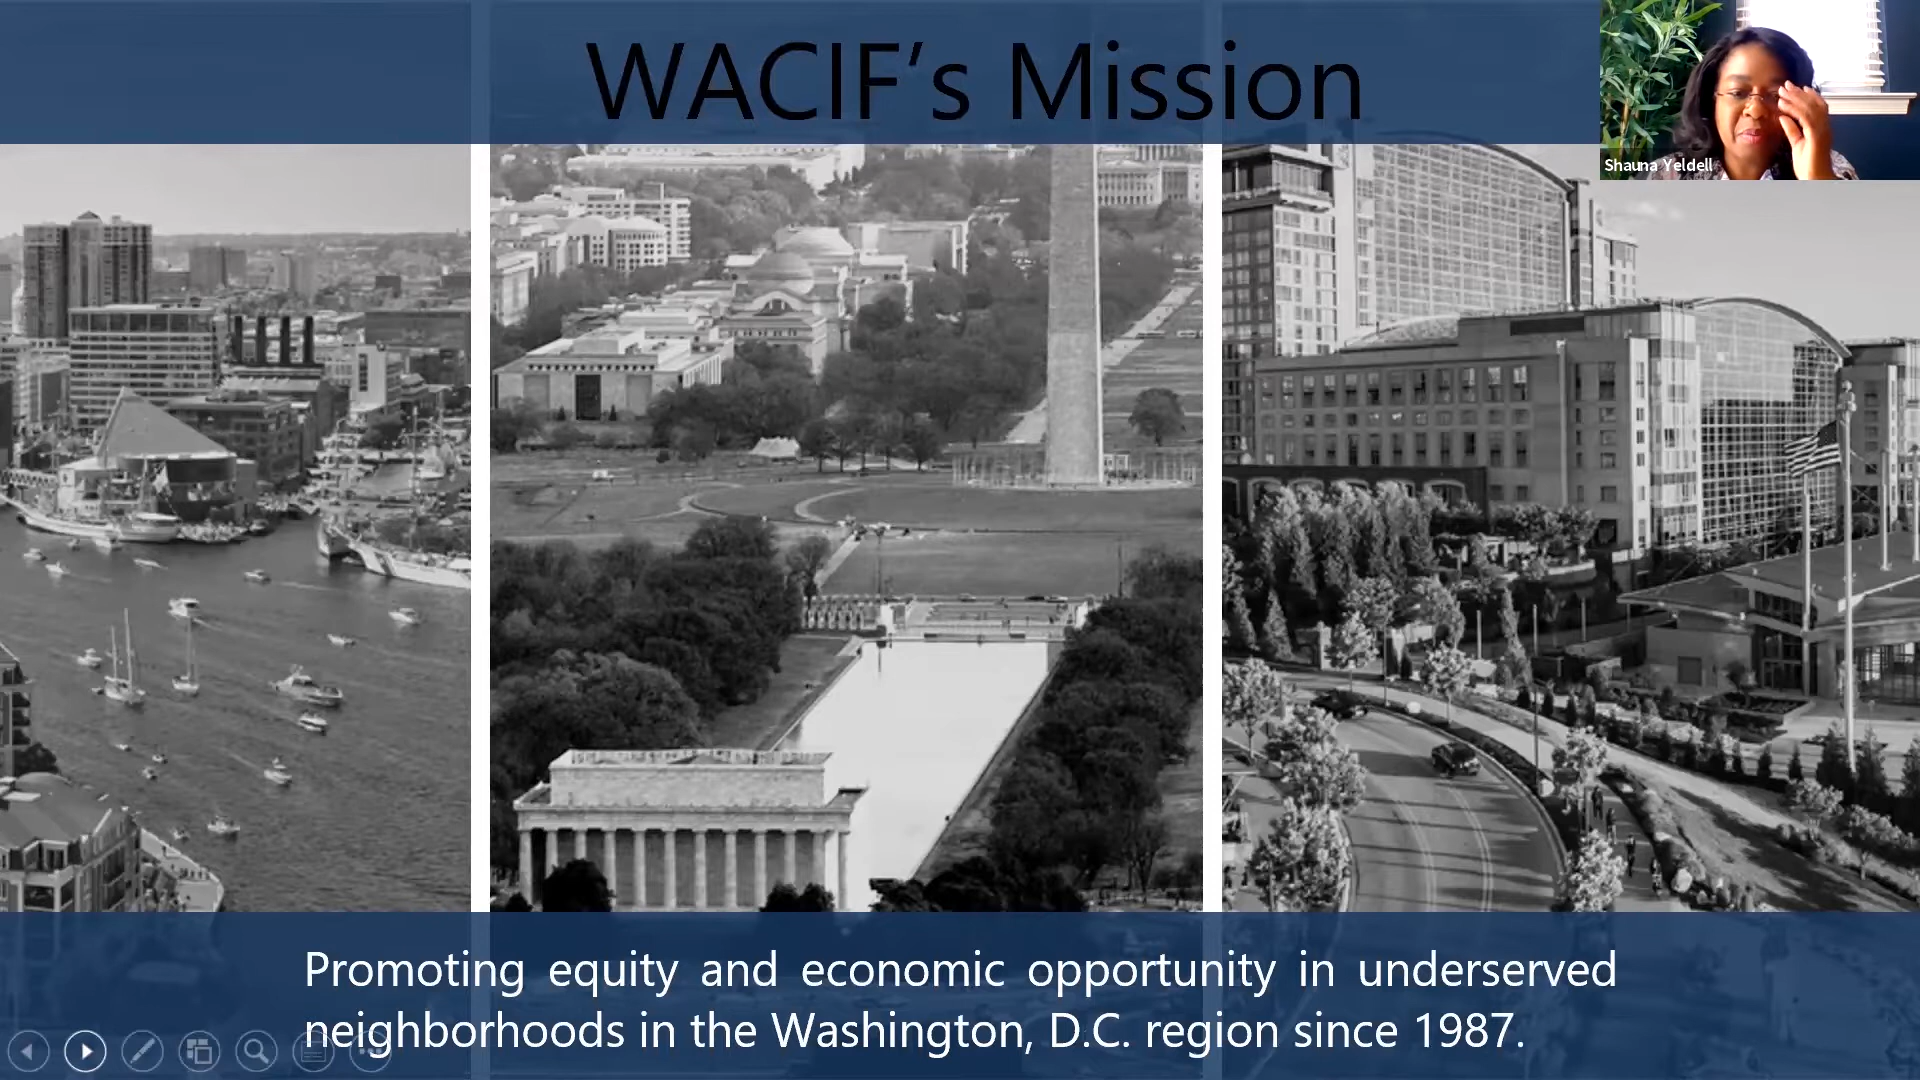 WACIF’s Mission
Shauna Yeldell
Promoting equity and economic opportunity in underserved
neighborhoods in the Washington, D.C. region since 1987.